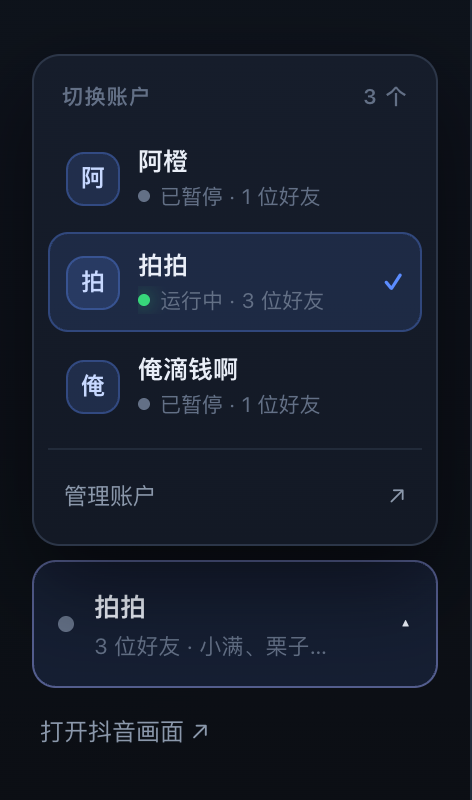 切换账户 3 个
阿 阿橙
已暂停 · 1 位好友
拍 拍拍
运行中 · 3 位好友
俺 俺滴钱啊
已暂停 · 1 位好友
管理账户
拍拍
3 位好友 · 小满、栗子...
打开抖音画面